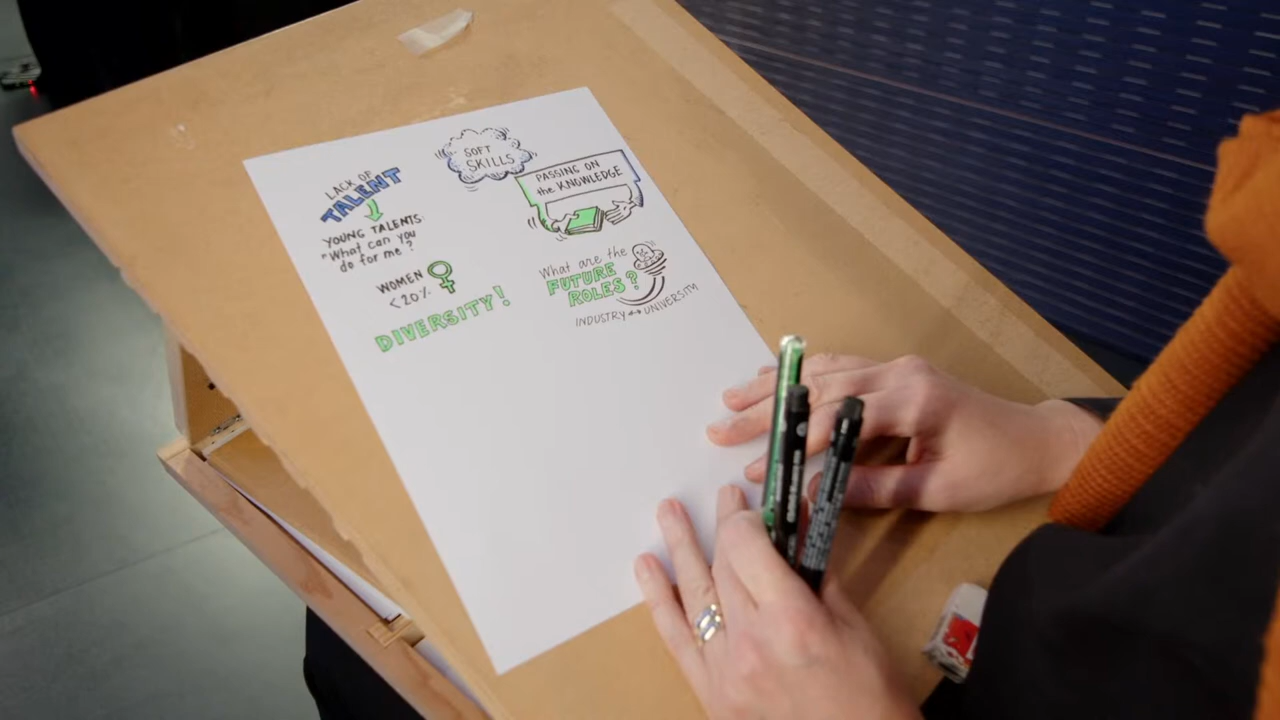 LACK OF
TALENT
YOUNG TALENTS:
"What can you
do for me?
WOMEN
<20%
DIVERSITY!
SOFT
SKILLS
PASSING ON
the KNOWLEDGE
What are the
FUTURE
ROLES?
INDUSTRY ↔ UNIVERSITY